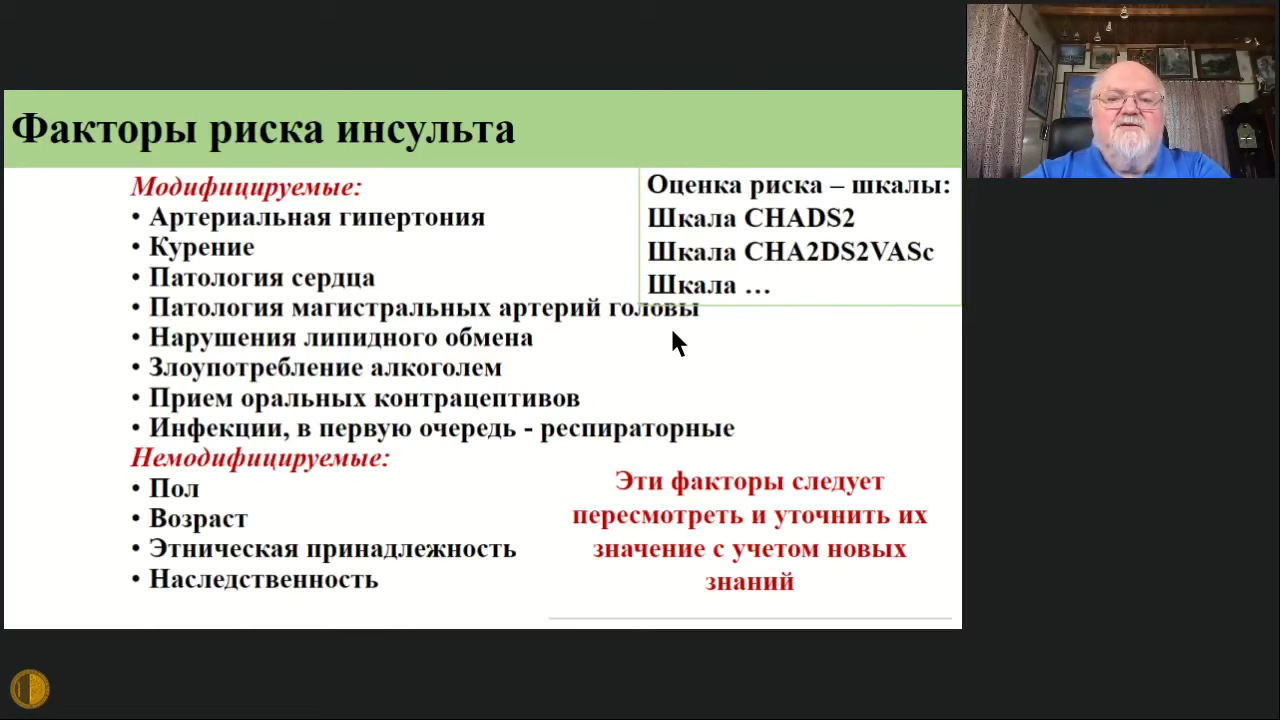 Факторы риска инсульта
Модифицируемые:
• Артериальная гипертония
• Курение
• Патология сердца
• Патология магистральных артерий головы
• Нарушения липидного обмена
• Злоупотребление алкоголем
• Прием оральных контрацептивов
• Инфекции, в первую очередь - респираторные
Немодифицируемые:
• Пол
• Возраст
• Этническая принадлежность
• Наследственность
Оценка риска – шкалы:
Шкала CHADS2
Шкала CHA2DS2VASc
Шкала …
Эти факторы следует
пересмотреть и уточнить их
значение с учетом новых
знаний